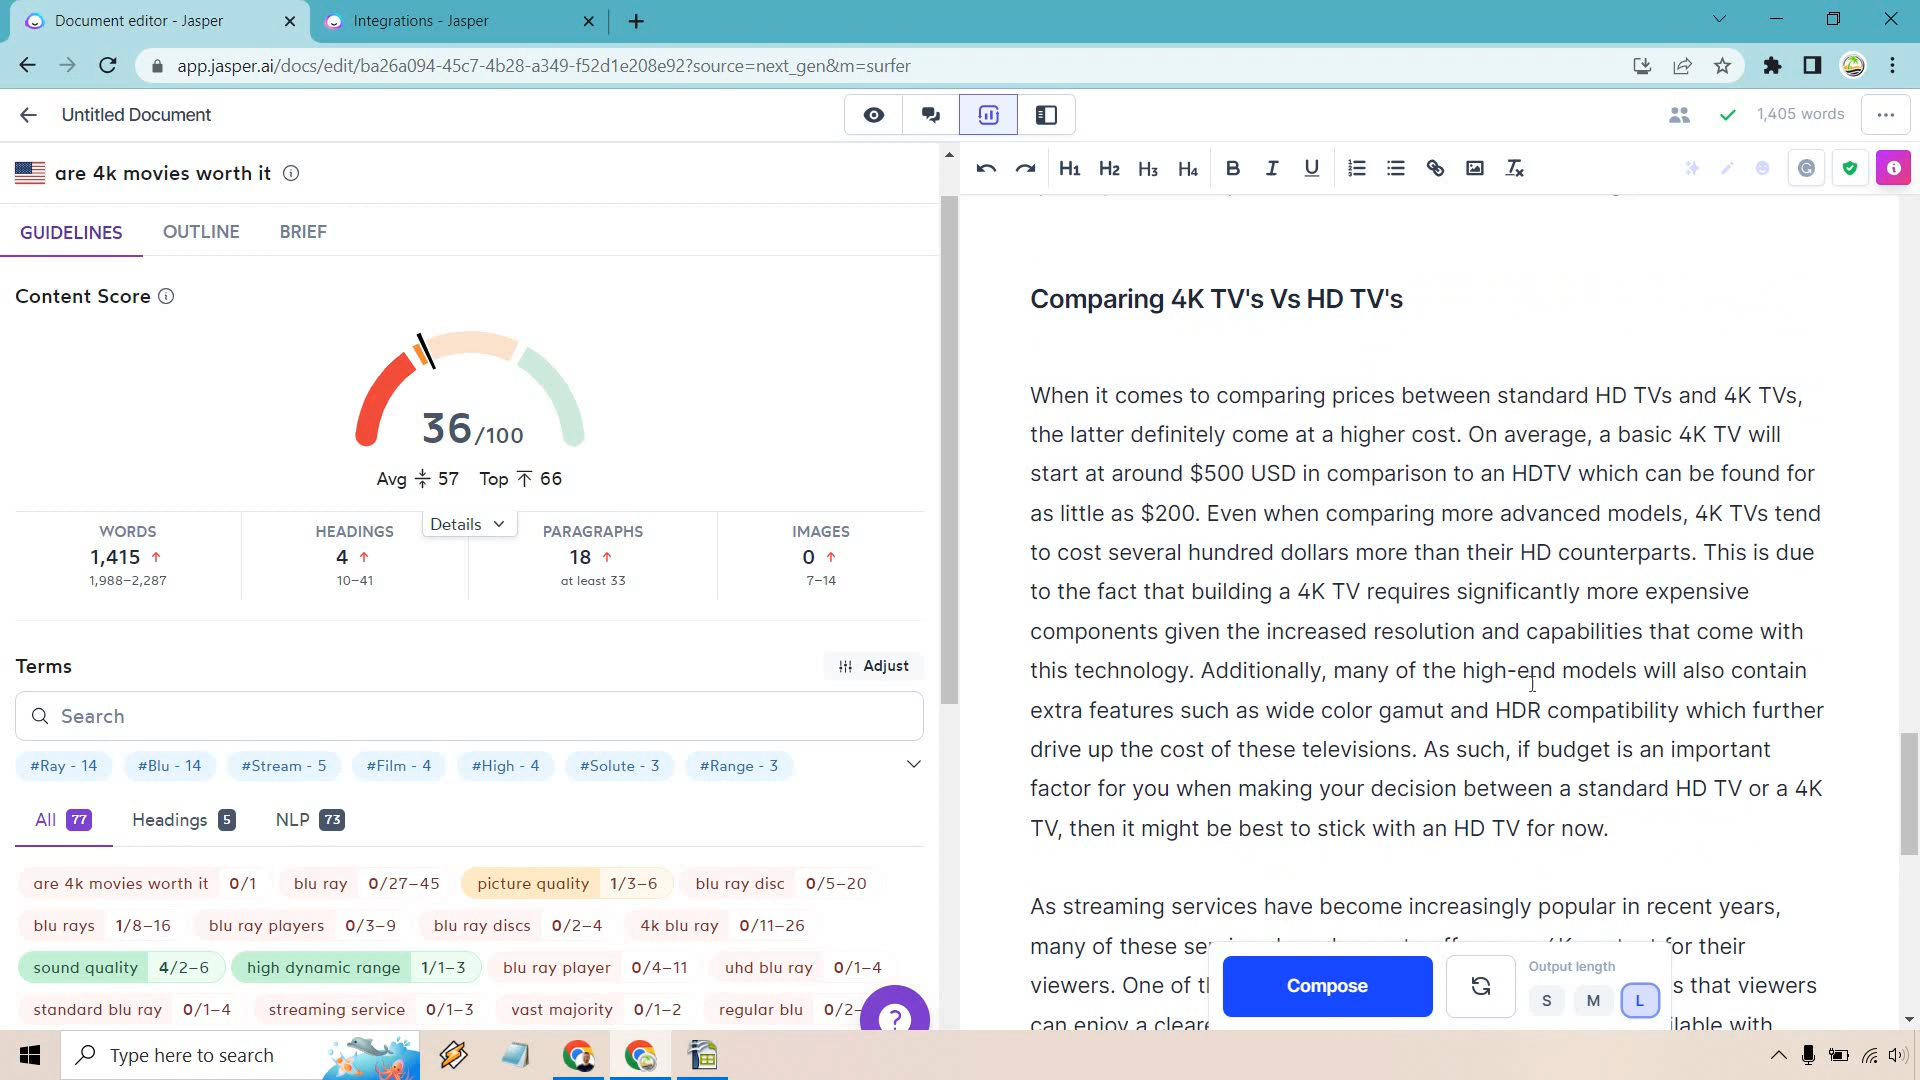 Document editor - Jasper
Integrations - Jasper
app.jasper.ai/docs/edit/ba26a094-45c7-4b28-a349-f52d1e208e92?source=next_gen&m=surfer
Untitled Document
1,405 words
are 4k movies worth it
H1 H2 H3 H4 B I U
GUIDELINES OUTLINE BRIEF
Content Score
36/100
Avg 57 Top 66
Details
WORDS HEADINGS PARAGRAPHS IMAGES
1,415 4 18 0
1,988–2,287 10–41 at least 33 7–14
Terms
Adjust
Search
#Ray - 14 #Blu - 14 #Stream - 5 #Film - 4 #High - 4 #Solute - 3 #Range - 3
All 77 Headings 5 NLP 73
are 4k movies worth it 0/1 blu ray 0/27–45 picture quality 1/3–6 blu ray disc 0/5–20
blu rays 1/8–16 blu ray players 0/3–9 blu ray discs 0/2–4 4k blu ray 0/11–26
sound quality 4/2–6 high dynamic range 1/1–3 blu ray player 0/4–11 uhd blu ray 0/1–4
standard blu ray 0/1–4 streaming service 0/1–3 vast majority 0/1–2 regular blu 0/2–
?
Comparing 4K TV's Vs HD TV's
When it comes to comparing prices between standard HD TVs and 4K TVs,
the latter definitely come at a higher cost. On average, a basic 4K TV will
start at around $500 USD in comparison to an HDTV which can be found for
as little as $200. Even when comparing more advanced models, 4K TVs tend
to cost several hundred dollars more than their HD counterparts. This is due
to the fact that building a 4K TV requires significantly more expensive
components given the increased resolution and capabilities that come with
this technology. Additionally, many of the high-end models will also contain
extra features such as wide color gamut and HDR compatibility which further
drive up the cost of these televisions. As such, if budget is an important
factor for you when making your decision between a standard HD TV or a 4K
TV, then it might be best to stick with an HD TV for now.
As streaming services have become increasingly popular in recent years,
many of these for their
viewers. One of that viewers
can enjoy a with
Compose
Output length
S M L
Type here to search